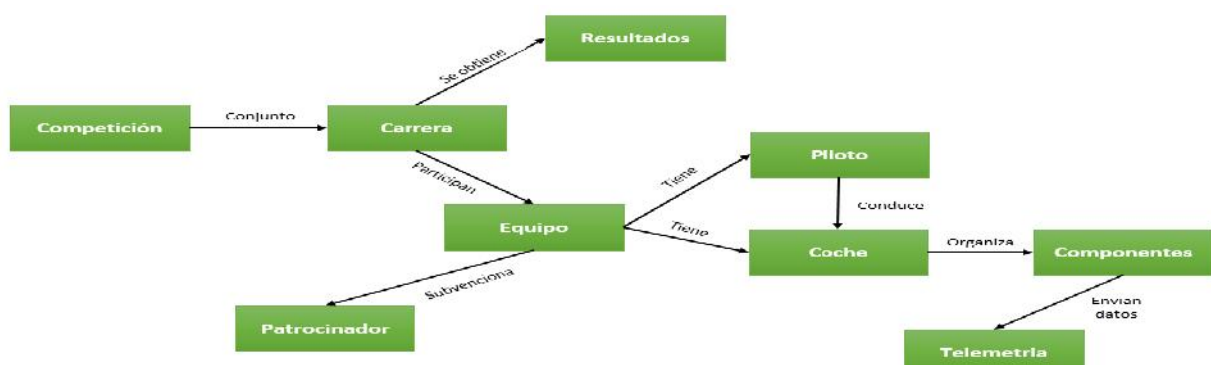 Resultados
Se obtiene
Competición
Conjunto
Carrera
Participan
Tiene
Piloto
Conduce
Equipo
Tiene
Coche
Organiza
Componentes
Subvenciona
Patrocinador
Envían
datos
Telemetría